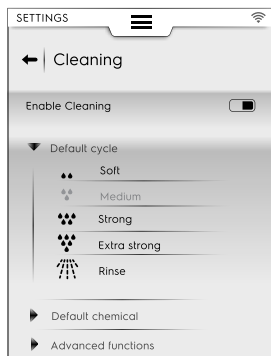 SETTINGS
Cleaning
Enable Cleaning
Default cycle
Soft
Medium
Strong
Extra strong
Rinse
Default chemical
Advanced functions